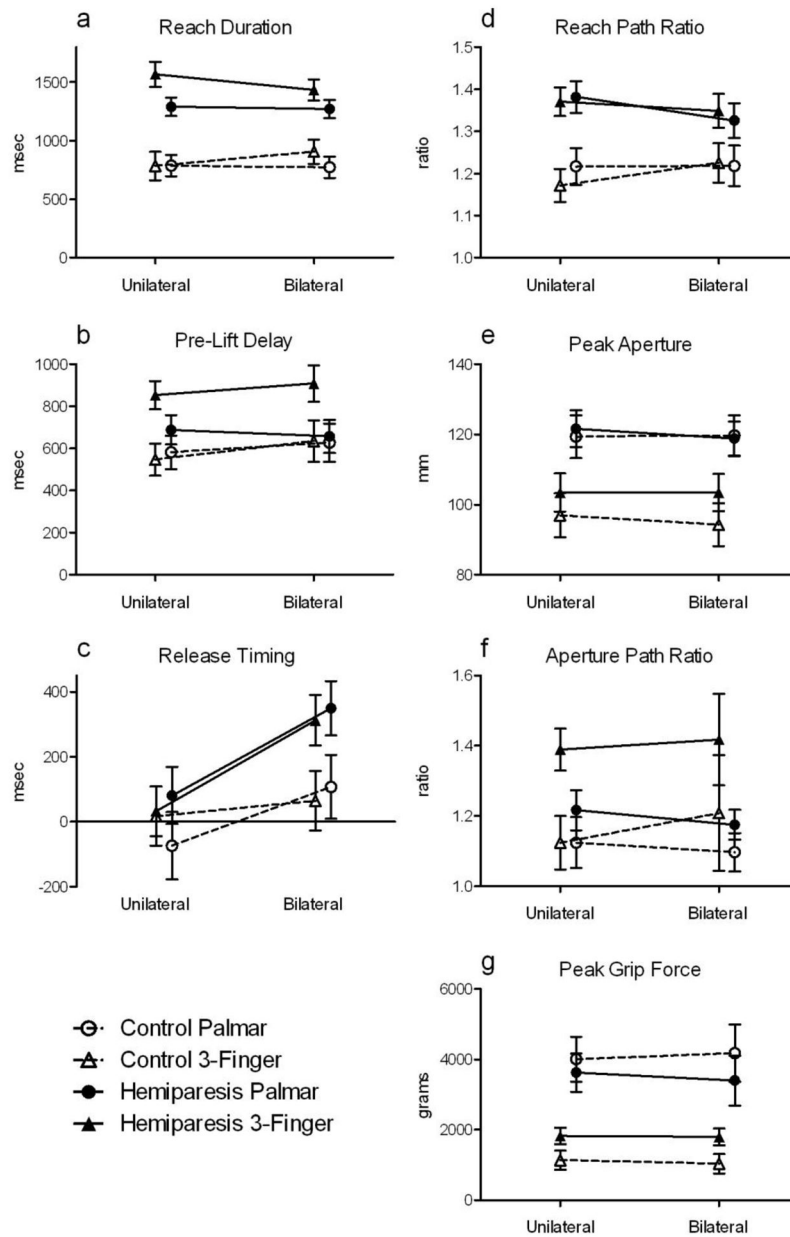 a
Reach Duration
msec
1500
1000
500
0
Unilateral Bilateral
b
Pre-Lift Delay
msec
1000
800
600
400
200
0
Unilateral Bilateral
c
Release Timing
msec
400
200
0
-200
Unilateral Bilateral
Control Palmar
Control 3-Finger
Hemiparesis Palmar
Hemiparesis 3-Finger
d
Reach Path Ratio
ratio
1.5
1.4
1.3
1.2
1.1
1.0
Unilateral Bilateral
e
Peak Aperture
mm
140
120
100
80
Unilateral Bilateral
f
Aperture Path Ratio
ratio
1.6
1.4
1.2
1.0
Unilateral Bilateral
g
Peak Grip Force
grams
6000
4000
2000
0
Unilateral Bilateral